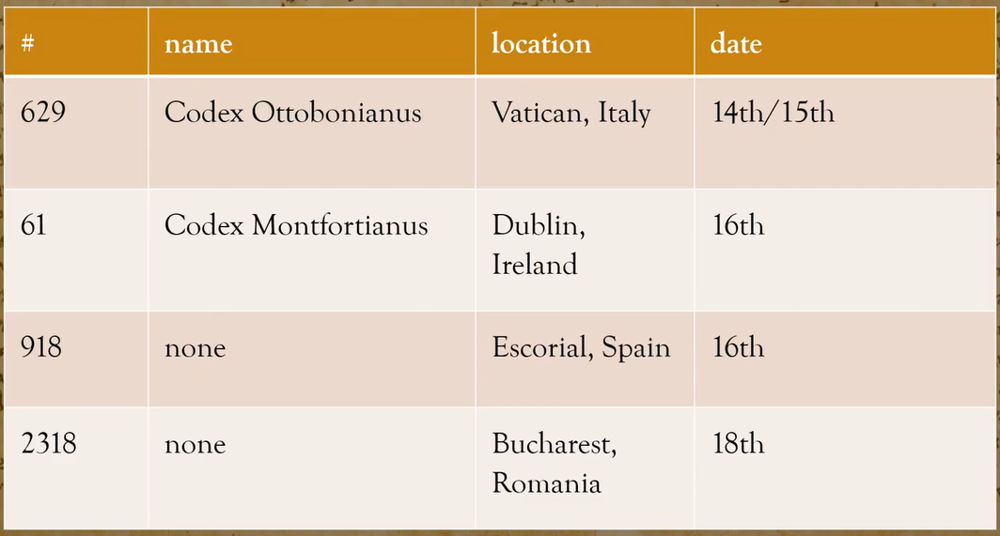 # name location date
629 Codex Ottobonianus Vatican, Italy 14th/15th
61 Codex Montfortianus Dublin, 16th
Ireland
918 none Escorial, Spain 16th
2318 none Bucharest, 18th
Romania